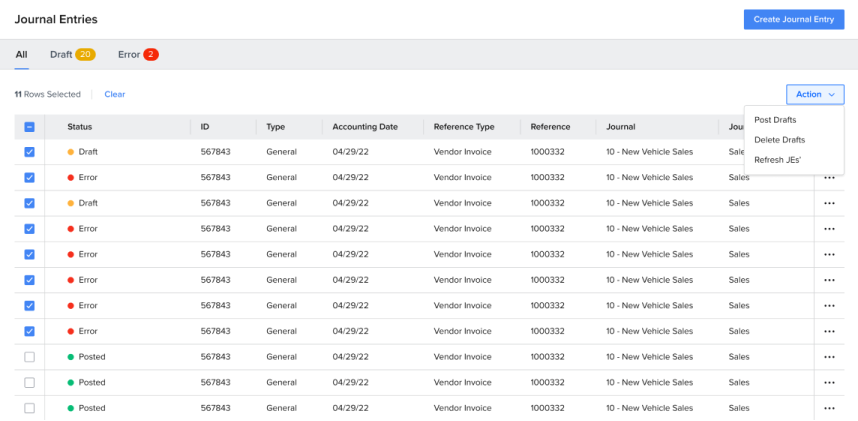 Journal Entries
Create Journal Entry
All Draft 20 Error 2
11 Rows Selected Clear
Action
Post Drafts
Delete Drafts
Refresh JEs'
Status ID Type Accounting Date Reference Type Reference Journal Jou
Draft 567843 General 04/29/22 Vendor Invoice 1000332 10 - New Vehicle Sales Sale
Error 567843 General 04/29/22 Vendor Invoice 1000332 10 - New Vehicle Sales Sales
Draft 567843 General 04/29/22 Vendor Invoice 1000332 10 - New Vehicle Sales Sales
Error 567843 General 04/29/22 Vendor Invoice 1000332 10 - New Vehicle Sales Sales
Error 567843 General 04/29/22 Vendor Invoice 1000332 10 - New Vehicle Sales Sales
Error 567843 General 04/29/22 Vendor Invoice 1000332 10 - New Vehicle Sales Sales
Error 567843 General 04/29/22 Vendor Invoice 1000332 10 - New Vehicle Sales Sales
Error 567843 General 04/29/22 Vendor Invoice 1000332 10 - New Vehicle Sales Sales
Posted 567843 General 04/29/22 Vendor Invoice 1000332 10 - New Vehicle Sales Sales
Posted 567843 General 04/29/22 Vendor Invoice 1000332 10 - New Vehicle Sales Sales
Posted 567843 General 04/29/22 Vendor Invoice 1000332 10 - New Vehicle Sales Sales